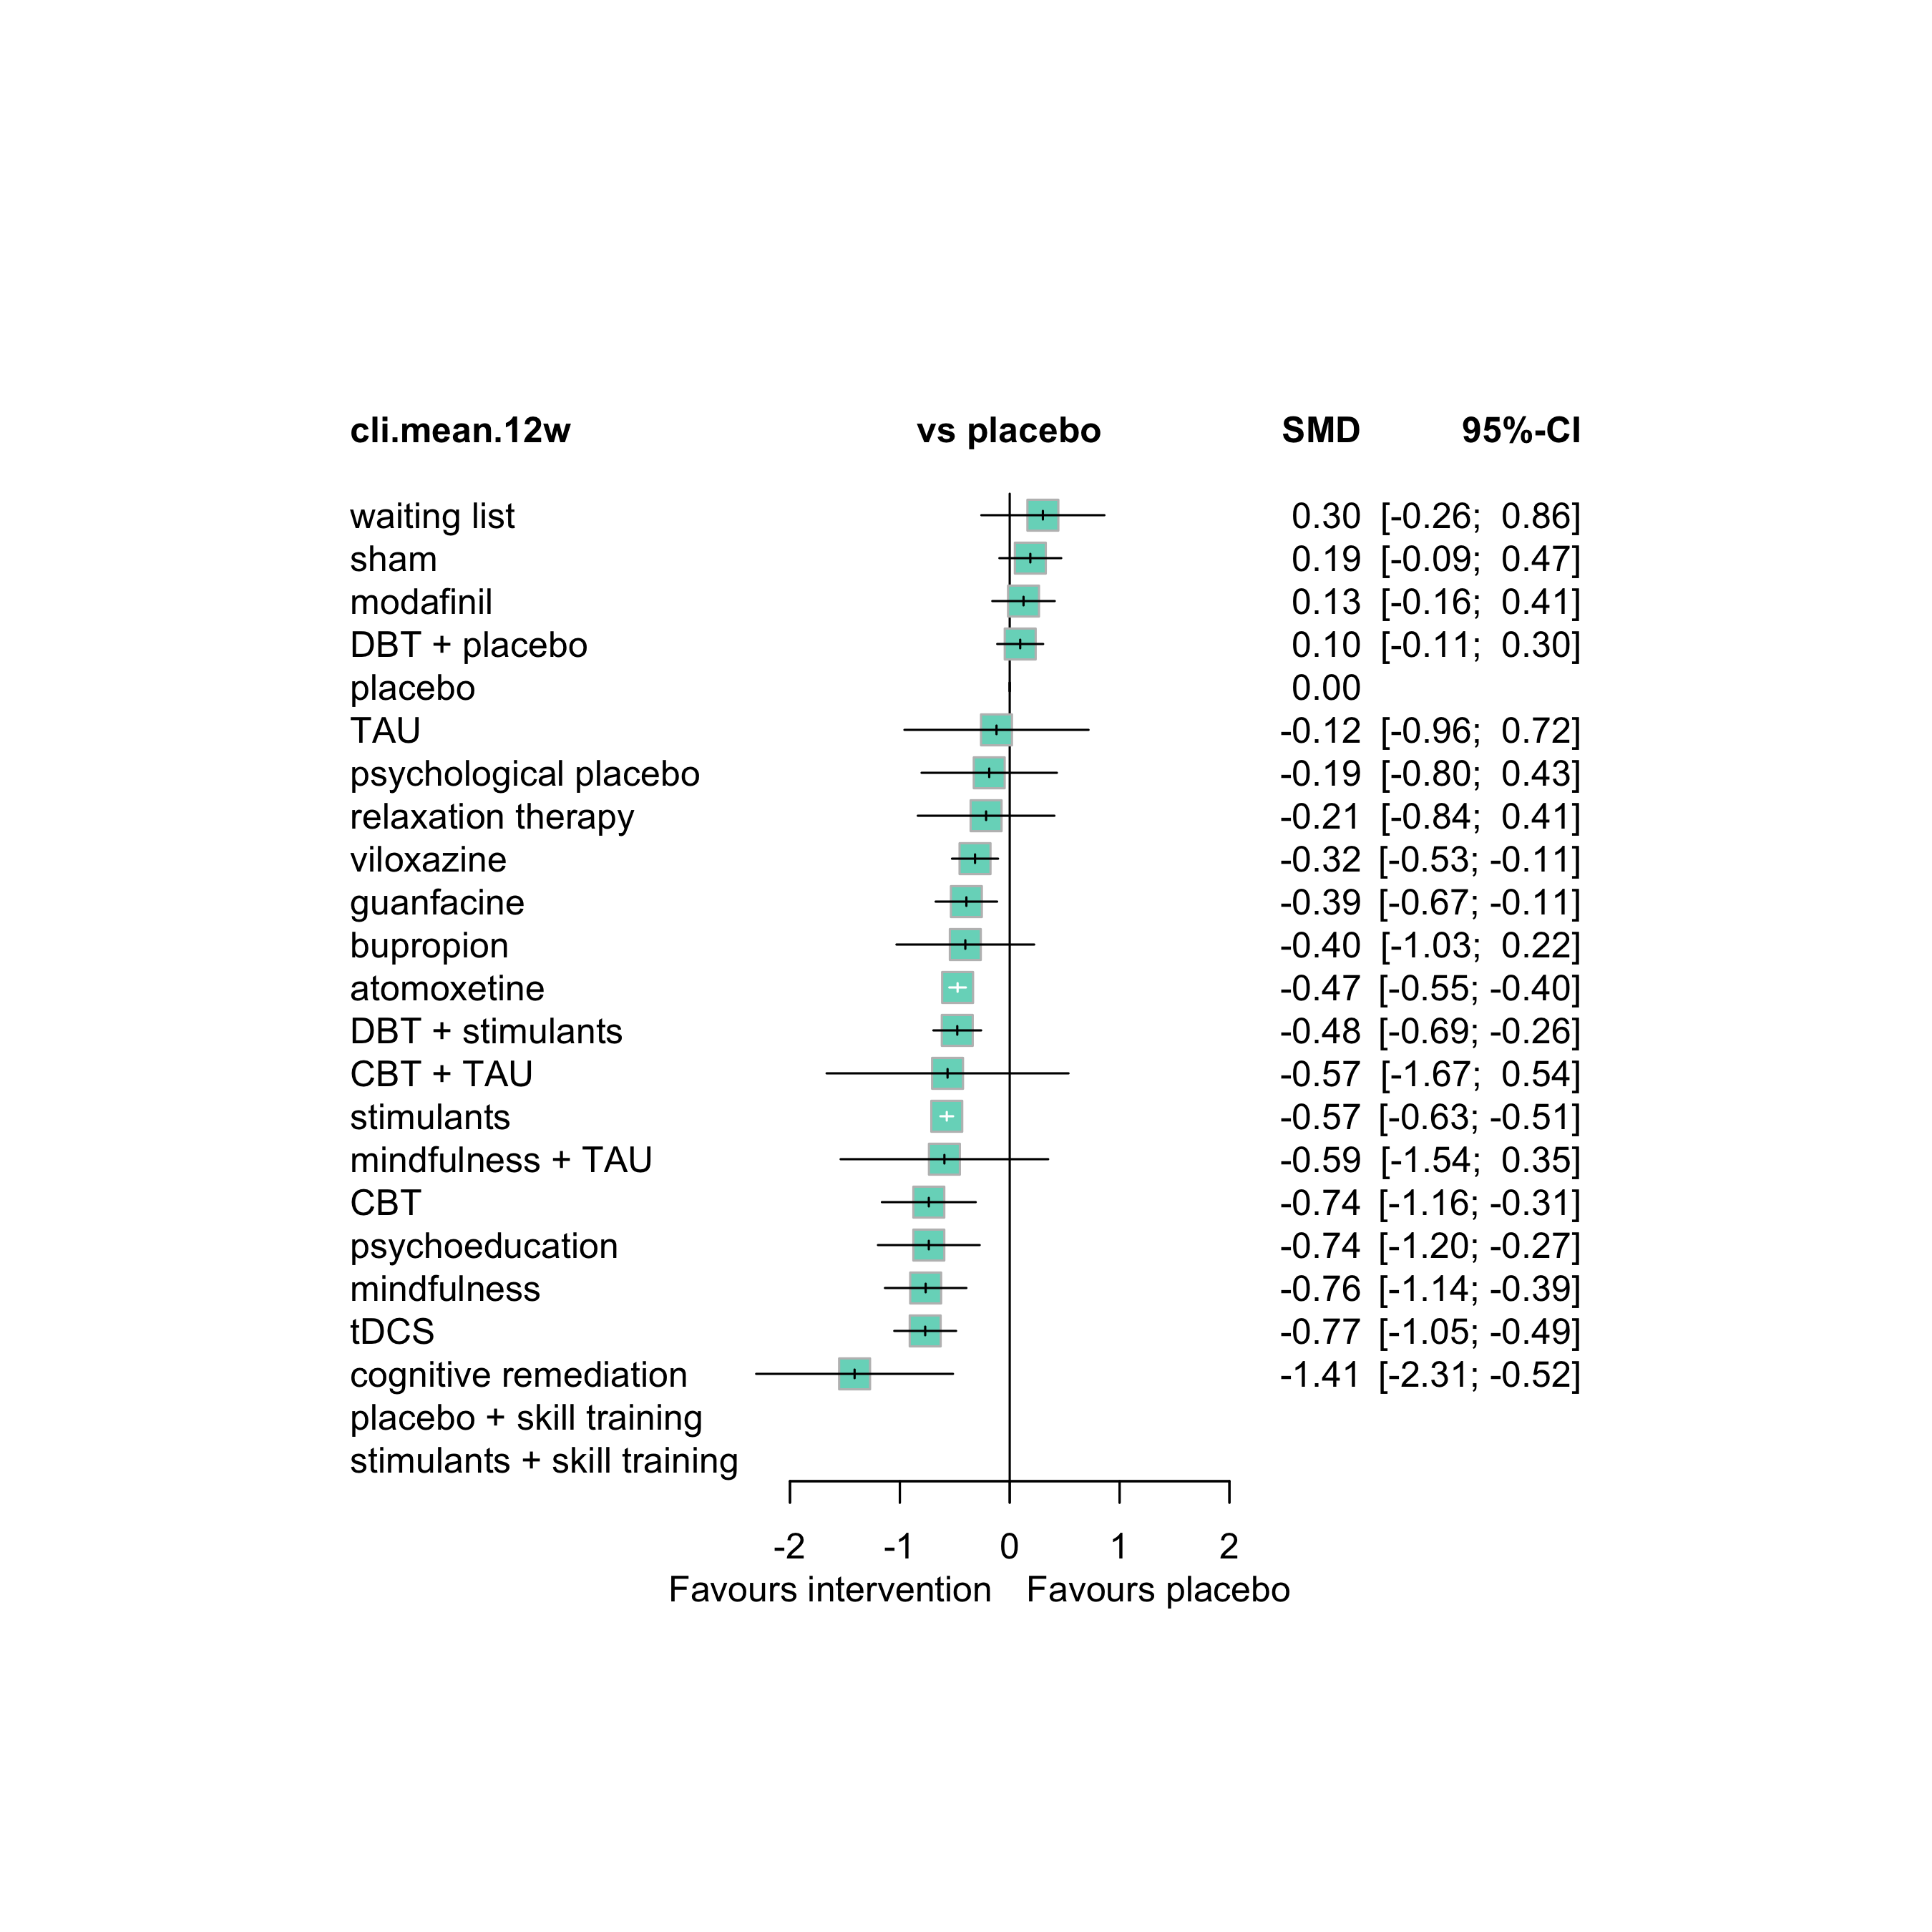 cli.mean.12w vs placebo SMD 95%-CI
waiting list 0.30 [-0.26; 0.86]
sham 0.19 [-0.09; 0.47]
modafinil 0.13 [-0.16; 0.41]
DBT + placebo 0.10 [-0.11; 0.30]
placebo 0.00
TAU -0.12 [-0.96; 0.72]
psychological placebo -0.19 [-0.80; 0.43]
relaxation therapy -0.21 [-0.84; 0.41]
viloxazine -0.32 [-0.53; -0.11]
guanfacine -0.39 [-0.67; -0.11]
bupropion -0.40 [-1.03; 0.22]
atomoxetine -0.47 [-0.55; -0.40]
DBT + stimulants -0.48 [-0.69; -0.26]
CBT + TAU -0.57 [-1.67; 0.54]
stimulants -0.57 [-0.63; -0.51]
mindfulness + TAU -0.59 [-1.54; 0.35]
CBT -0.74 [-1.16; -0.31]
psychoeducation -0.74 [-1.20; -0.27]
mindfulness -0.76 [-1.14; -0.39]
tDCS -0.77 [-1.05; -0.49]
cognitive remediation -1.41 [-2.31; -0.52]
placebo + skill training
stimulants + skill training
-2 -1 0 1 2
Favours intervention Favours placebo